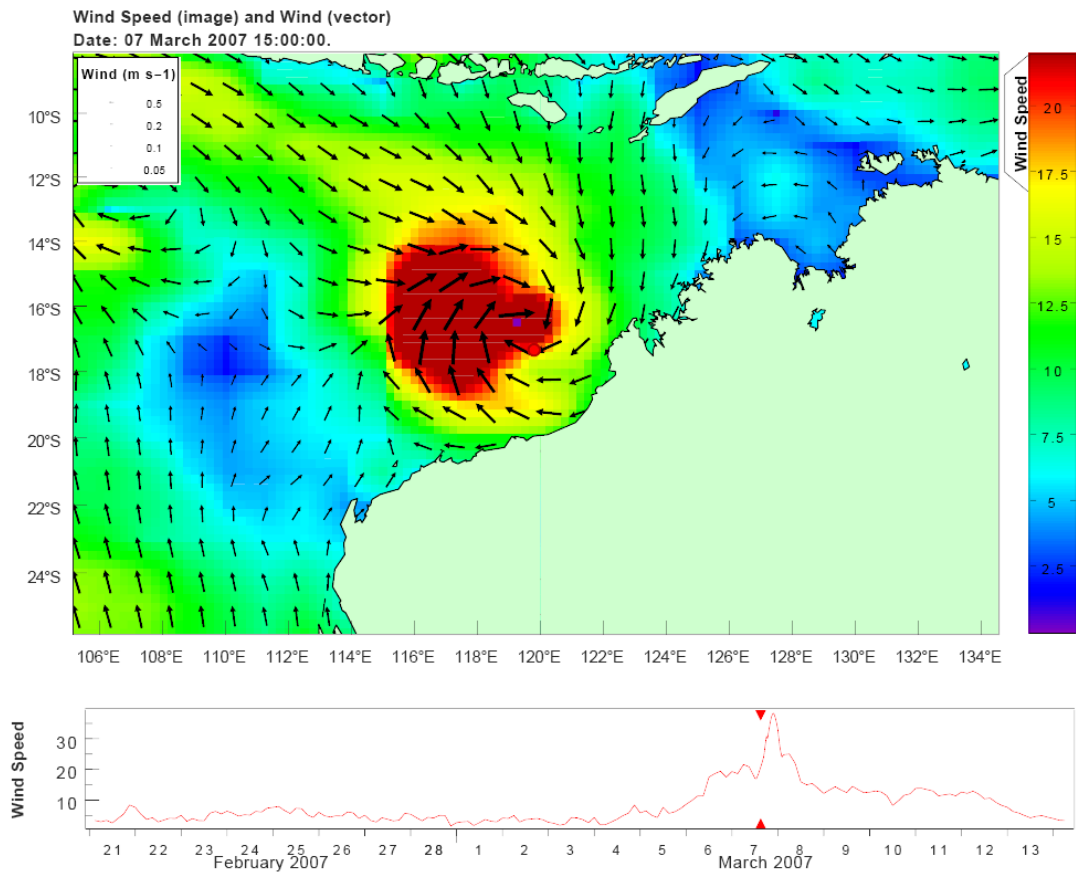 Wind Speed (image) and Wind (vector)
Date: 07 March 2007 15:00:00.
Wind (m s−1)
0.5
0.2
0.1
0.05
10°S
12°S
14°S
16°S
18°S
20°S
22°S
24°S
106°E 108°E 110°E 112°E 114°E 116°E 118°E 120°E 122°E 124°E 126°E 128°E 130°E 132°E 134°E
Wind Speed
20
17.5
15
12.5
10
7.5
5
2.5
Wind Speed
30
20
10
21 22 23 24 25 26 27 28 1 2 3 4 5 6 7 8 9 10 11 12 13
February 2007 March 2007